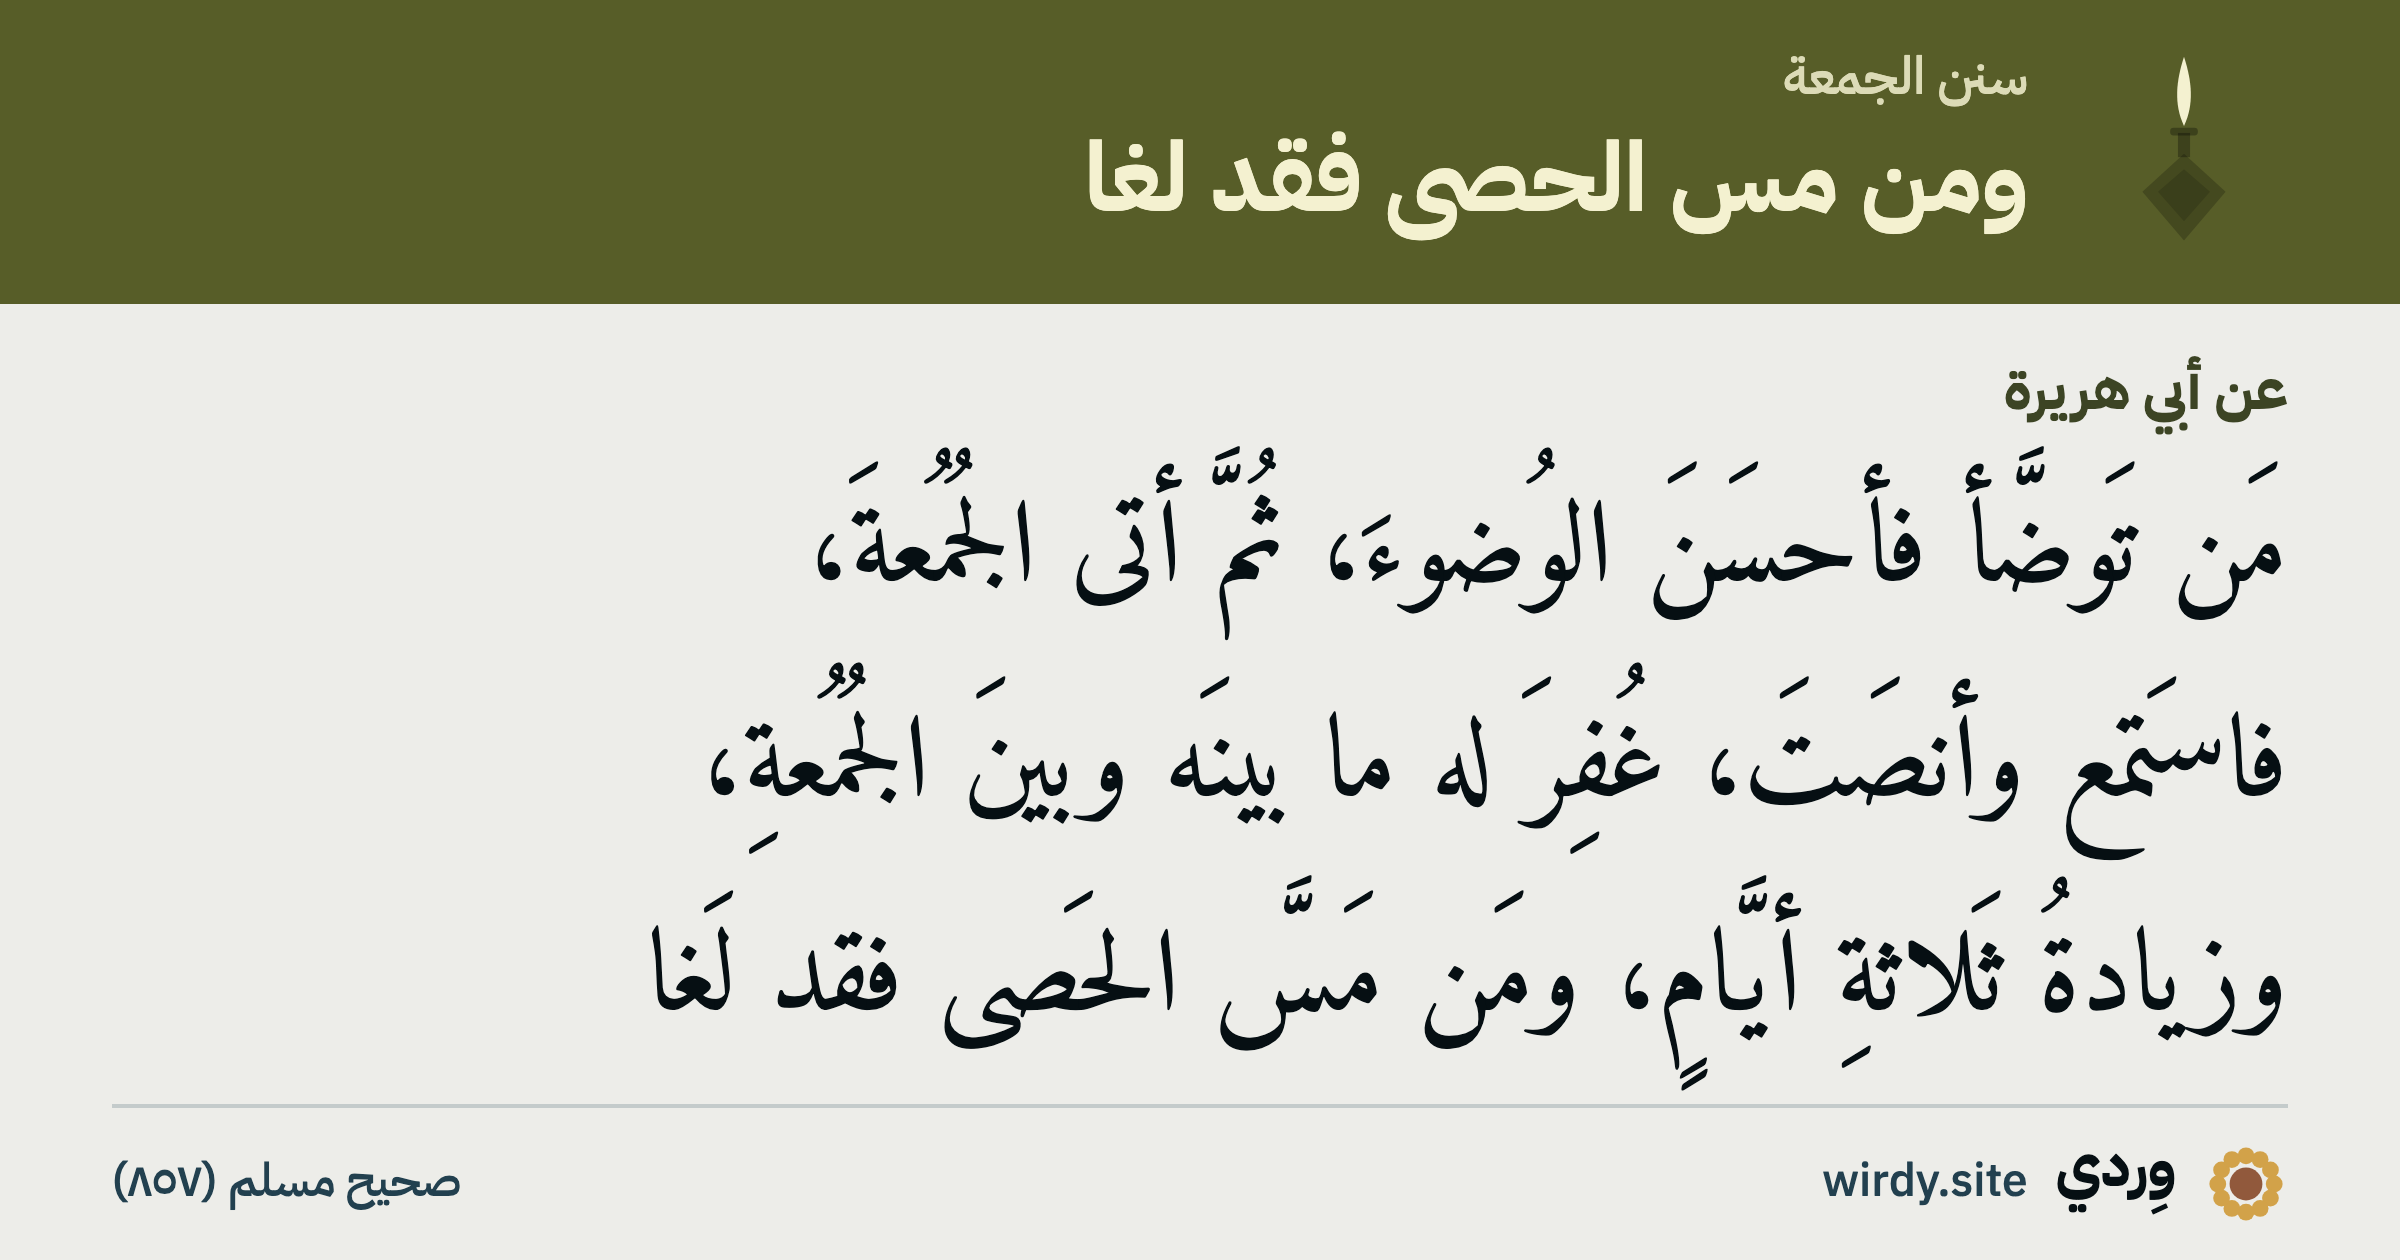 سنن الجمعة
ومن مس الحصى فقد لغا
عن أبي هريرة
مَن تَوضَّأ فأحسَنَ الوُضوءَ، ثُمَّ أتى الجُمُعةَ،
فاستَمع وأنصَتَ، غُفِرَ له ما بينَه وبينَ الجُمُعةِ،
وزيادةُ ثَلاثةِ أيَّامٍ، ومَن مَسَّ الحَصى فقد لَغا
وِردي wirdy.site
صحيح مسلم (٨٥٧)